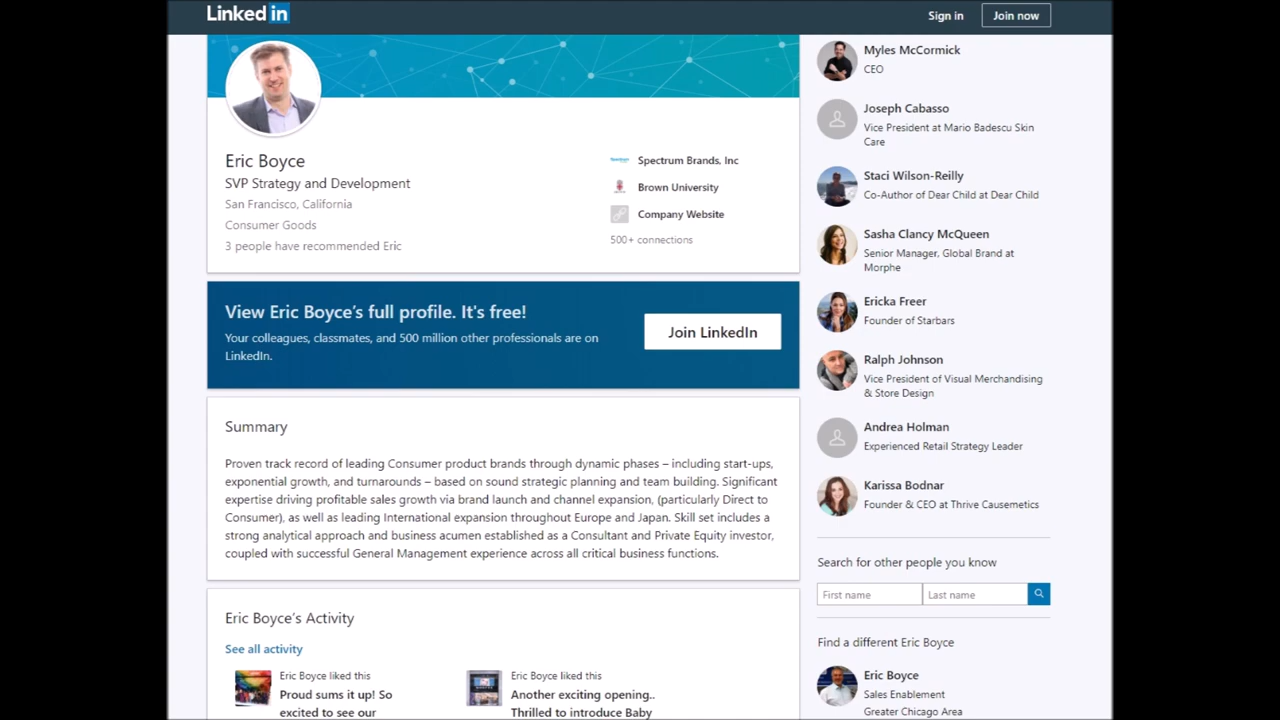 Linked in
Sign in
Join now
Eric Boyce
SVP Strategy and Development
San Francisco, California
Consumer Goods
3 people have recommended Eric
Spectrum Brands, Inc
Brown University
Company Website
500+ connections
View Eric Boyce's full profile. It's free!
Your colleagues, classmates, and 500 million other professionals are on
LinkedIn.
Join LinkedIn
Summary
Proven track record of leading Consumer product brands through dynamic phases – including start-ups,
exponential growth, and turnarounds – based on sound strategic planning and team building. Significant
expertise driving profitable sales growth via brand launch and channel expansion, (particularly Direct to
Consumer), as well as leading International expansion throughout Europe and Japan. Skill set includes a
strong analytical approach and business acumen established as a Consultant and Private Equity investor,
coupled with successful General Management experience across all critical business functions.
Eric Boyce's Activity
See all activity
Eric Boyce liked this
Proud sums it up! So
excited to see our
Eric Boyce liked this
Another exciting opening..
Thrilled to introduce Baby
Myles McCormick
CEO
Joseph Cabasso
Vice President at Mario Badescu Skin
Care
Staci Wilson-Reilly
Co-Author of Dear Child at Dear Child
Sasha Clancy McQueen
Senior Manager, Global Brand at
Morphe
Ericka Freer
Founder of Starbars
Ralph Johnson
Vice President of Visual Merchandising
& Store Design
Andrea Holman
Experienced Retail Strategy Leader
Karissa Bodnar
Founder & CEO at Thrive Causemetics
Search for other people you know
First name
Last name
Find a different Eric Boyce
Eric Boyce
Sales Enablement
Greater Chicago Area